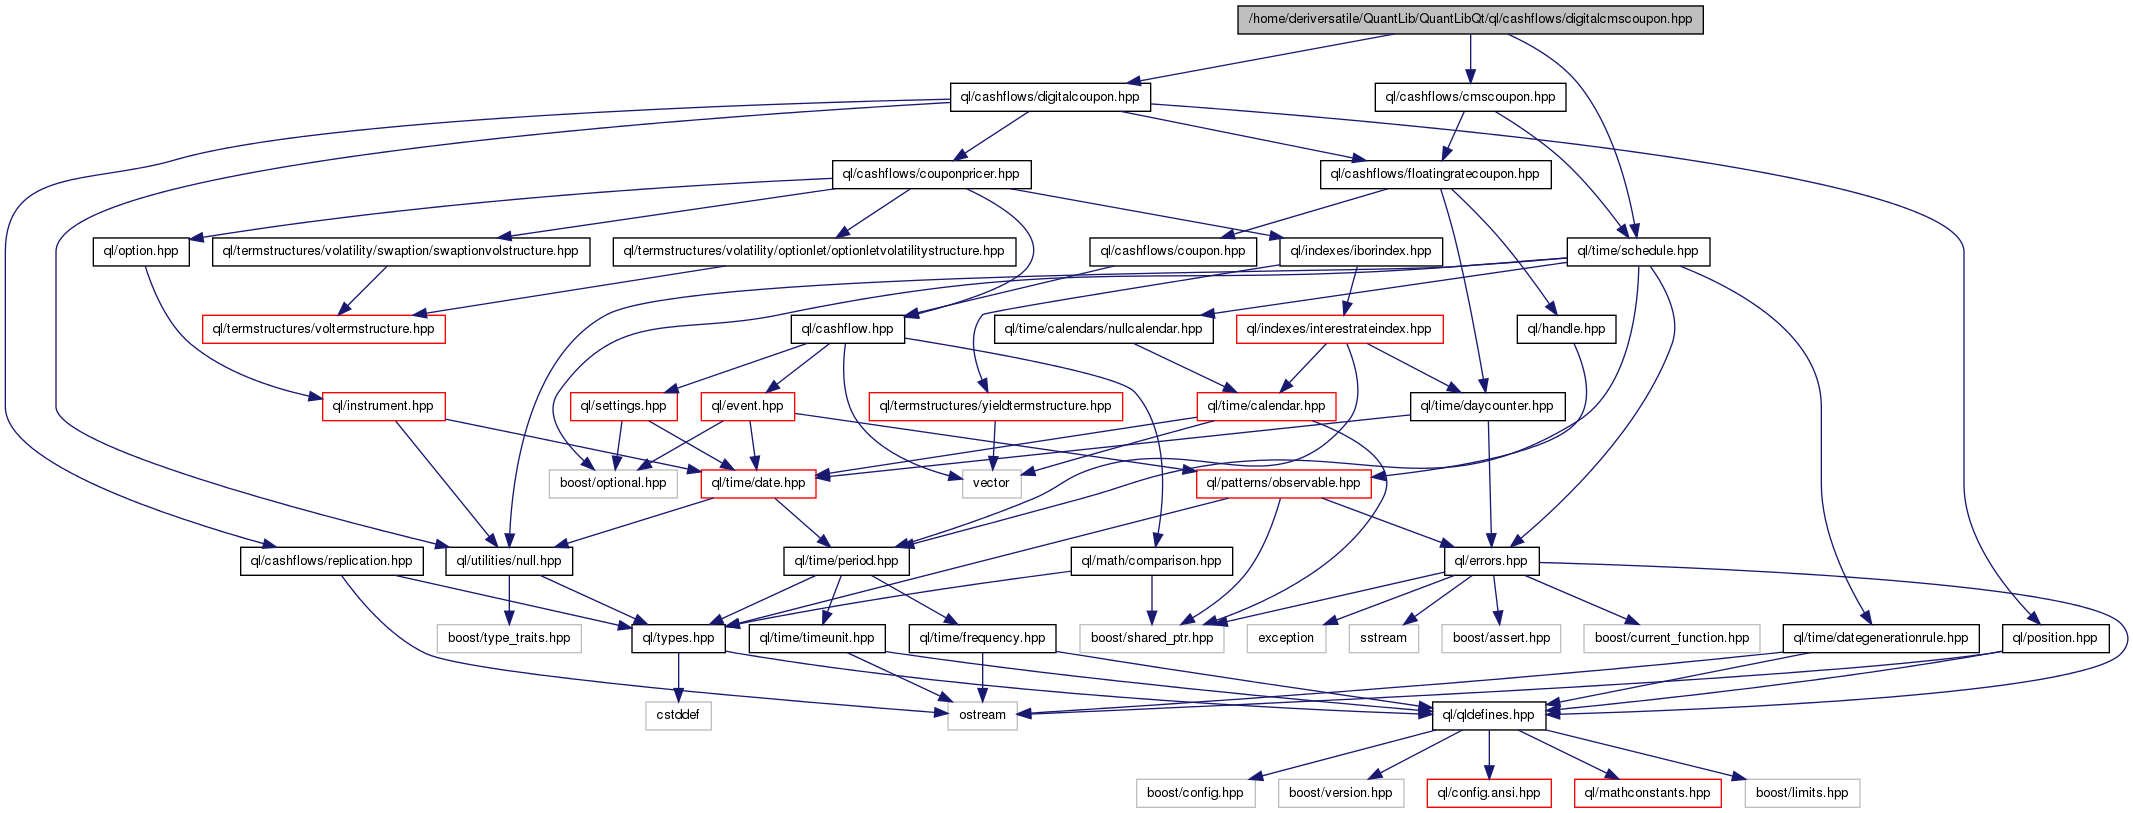 /home/deriversatile/QuantLib/QuantLibQt/ql/cashflows/digitalcmscoupon.hpp
ql/cashflows/digitalcoupon.hpp
ql/cashflows/cmscoupon.hpp
ql/cashflows/couponpricer.hpp
ql/cashflows/floatingratecoupon.hpp
ql/option.hpp
ql/termstructures/volatility/swaption/swaptionvolstructure.hpp
ql/termstructures/volatility/optionlet/optionletvolatilitystructure.hpp
ql/cashflows/coupon.hpp
ql/indexes/iborindex.hpp
ql/time/schedule.hpp
ql/termstructures/voltermstructure.hpp
ql/cashflow.hpp
ql/time/calendars/nullcalendar.hpp
ql/indexes/interestrateindex.hpp
ql/handle.hpp
ql/instrument.hpp
ql/settings.hpp
ql/event.hpp
ql/termstructures/yieldtermstructure.hpp
ql/time/calendar.hpp
ql/time/daycounter.hpp
boost/optional.hpp
ql/time/date.hpp
vector
ql/patterns/observable.hpp
ql/cashflows/replication.hpp
ql/utilities/null.hpp
ql/time/period.hpp
ql/math/comparison.hpp
ql/errors.hpp
boost/type_traits.hpp
ql/types.hpp
ql/time/timeunit.hpp
ql/time/frequency.hpp
boost/shared_ptr.hpp
exception
sstream
boost/assert.hpp
boost/current_function.hpp
ql/time/dategenerationrule.hpp
ql/position.hpp
cstddef
ostream
ql/qldefines.hpp
boost/config.hpp
boost/version.hpp
ql/config.ansi.hpp
ql/mathconstants.hpp
boost/limits.hpp